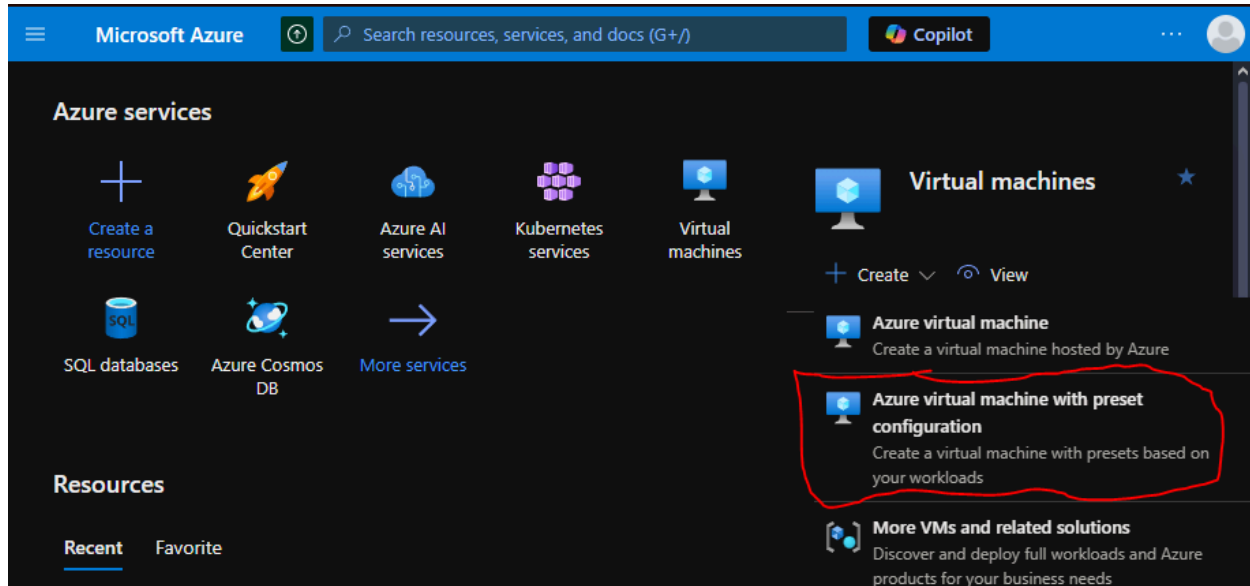 Microsoft Azure
Search resources, services, and docs (G+/)
Copilot
...
Azure services
Create a
resource
Quickstart
Center
Azure AI
services
Kubernetes
services
Virtual
machines
SQL databases
Azure Cosmos
DB
More services
Resources
Recent Favorite
SQL
Virtual machines
Create
View
Azure virtual machine
Create a virtual machine hosted by Azure
Azure virtual machine with preset
configuration
Create a virtual machine with presets based on
your workloads
More VMs and related solutions
Discover and deploy full workloads and Azure
products for your business needs